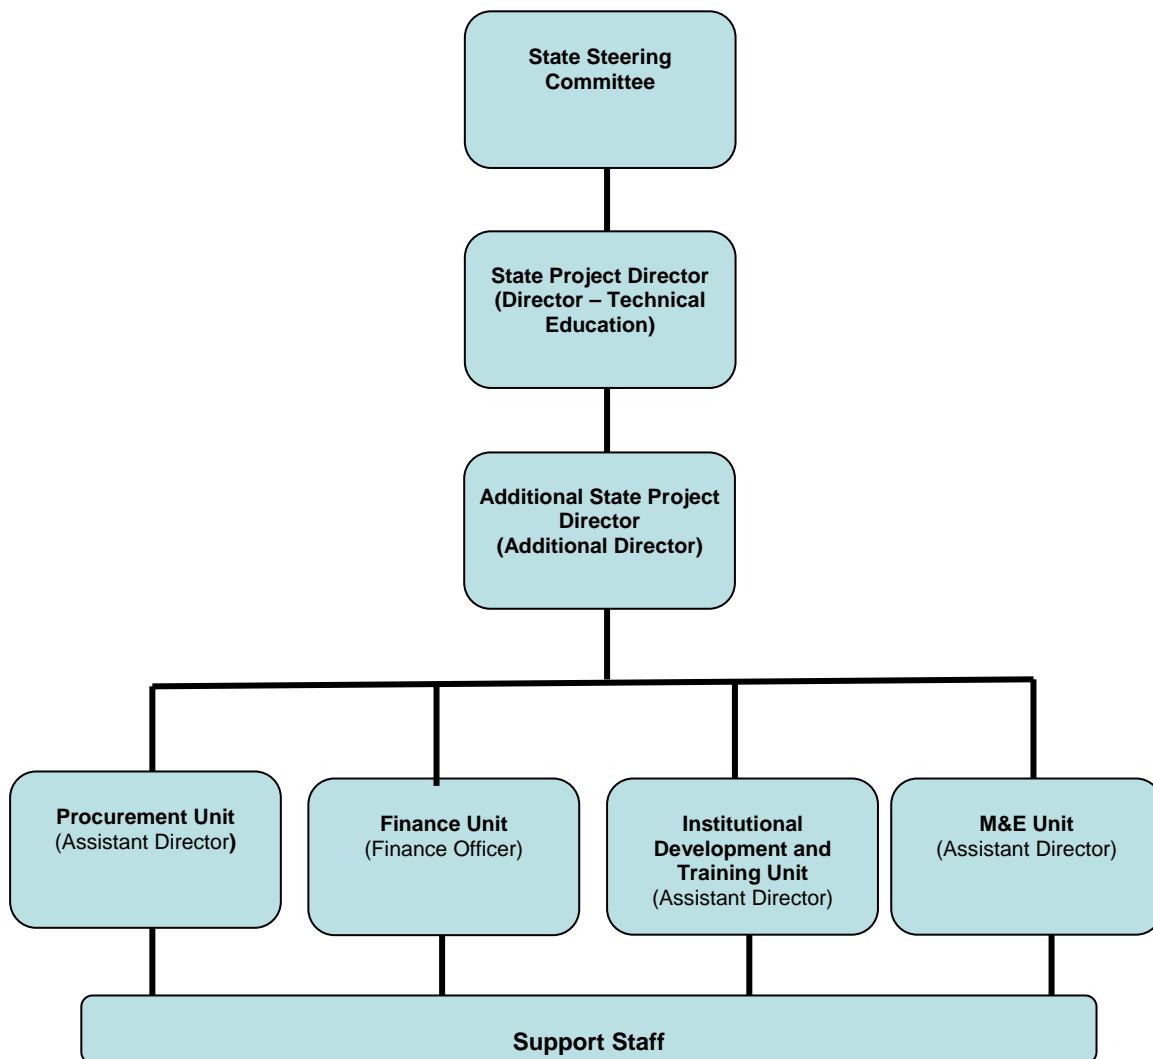 State Steering
Committee
State Project Director
(Director – Technical
Education)
Additional State Project
Director
(Additional Director)
Procurement Unit
(Assistant Director)
Finance Unit
(Finance Officer)
Institutional
Development and
Training Unit
(Assistant Director)
M&E Unit
(Assistant Director)
Support Staff